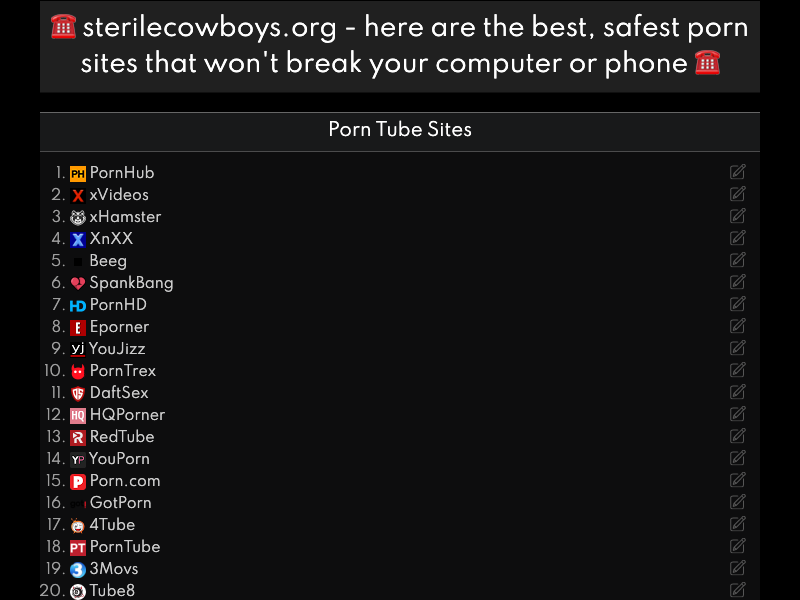 ☎ sterilecowboys.org - here are the best, safest porn
sites that won't break your computer or phone ☎
Porn Tube Sites
1. PH PornHub
2. X xVideos
3. xHamster
4. X XnXX
5. Beeg
6. SpankBang
7. HD PornHD
8. E Eporner
9. yj YouJizz
10. PornTrex
11. DS DaftSex
12. HQ HQPorner
13. R RedTube
14. YP YouPorn
15. P Porn.com
16. GotPorn
17. 4Tube
18. PT PornTube
19. 3 3Movs
20. Tube8